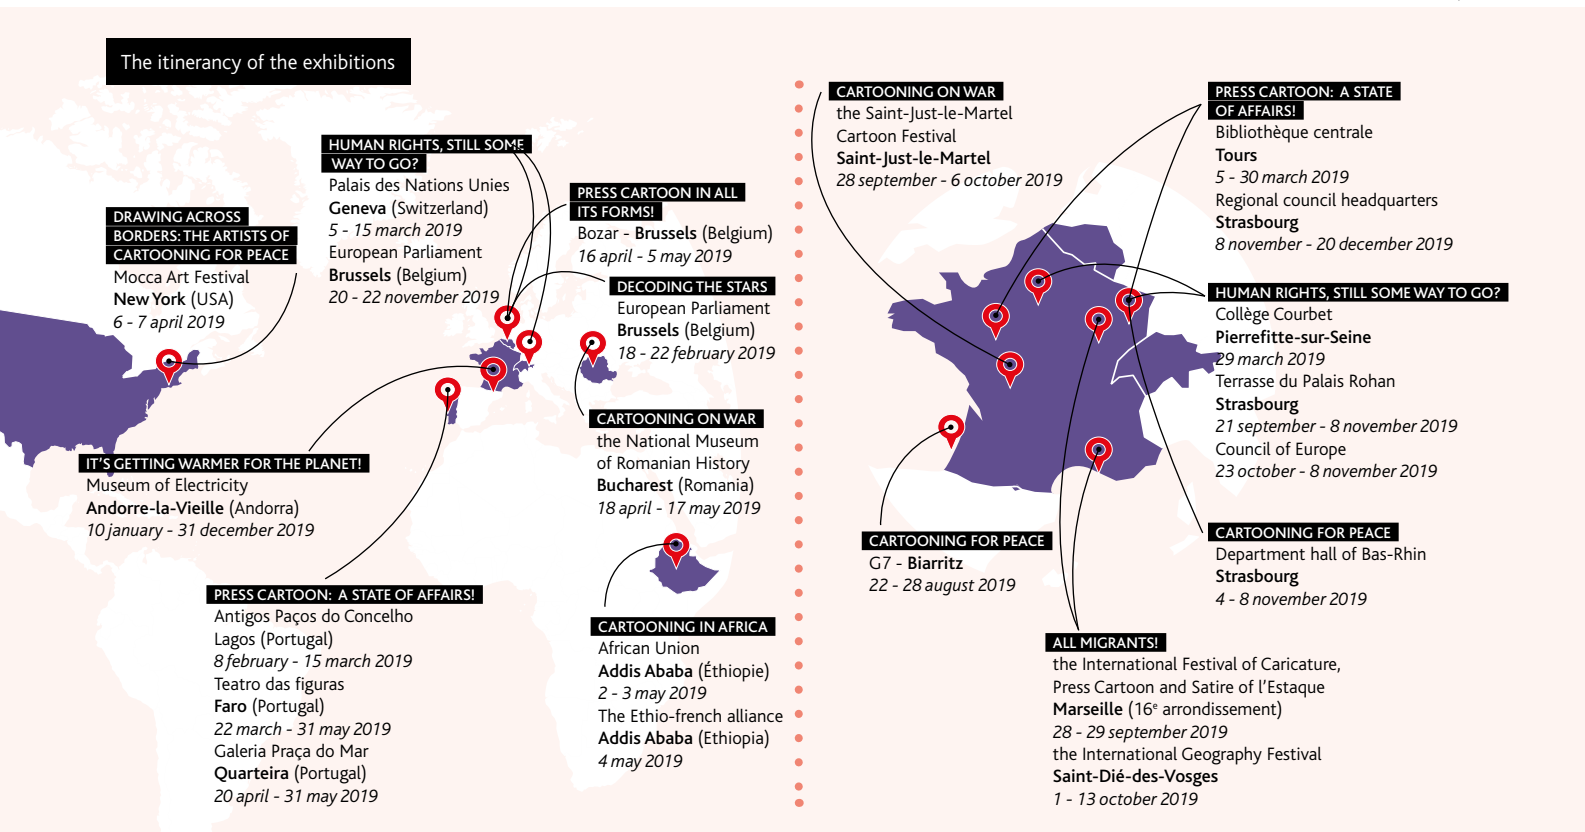 The itinerancy of the exhibitions
DRAWING ACROSS
BORDERS: THE ARTISTS OF
CARTOONING FOR PEACE
Mocca Art Festival
New York (USA)
6 - 7 april 2019
HUMAN RIGHTS, STILL SOME
WAY TO GO?
Palais des Nations Unies
Geneva (Switzerland)
5 - 15 march 2019
European Parliament
Brussels (Belgium)
20 - 22 november 2019
PRESS CARTOON IN ALL
ITS FORMS!
Bozar - Brussels (Belgium)
16 april - 5 may 2019
DECODING THE STARS
European Parliament
Brussels (Belgium)
18 - 22 february 2019
CARTOONING ON WAR
the National Museum
of Romanian History
Bucharest (Romania)
18 april - 17 may 2019
IT'S GETTING WARMER FOR THE PLANET!
Museum of Electricity
Andorre-la-Vieille (Andorra)
10 january - 31 december 2019
PRESS CARTOON: A STATE OF AFFAIRS!
Antigos Paços do Concelho
Lagos (Portugal)
8 february - 15 march 2019
Teatro das figuras
Faro (Portugal)
22 march - 31 may 2019
Galeria Praça do Mar
Quarteira (Portugal)
20 april - 31 may 2019
CARTOONING IN AFRICA
African Union
Addis Ababa (Éthiopie)
2 - 3 may 2019
The Ethio-french alliance
Addis Ababa (Ethiopia)
4 may 2019
CARTOONING ON WAR
the Saint-Just-le-Martel
Cartoon Festival
Saint-Just-le-Martel
28 september - 6 october 2019
PRESS CARTOON: A STATE
OF AFFAIRS!
Bibliothèque centrale
Tours
5 - 30 march 2019
Regional council headquarters
Strasbourg
8 november - 20 december 2019
HUMAN RIGHTS, STILL SOME WAY TO GO?
Collège Courbet
Pierrefitte-sur-Seine
29 march 2019
Terrasse du Palais Rohan
Strasbourg
21 september - 8 november 2019
Council of Europe
23 october - 8 november 2019
CARTOONING FOR PEACE
G7 - Biarritz
22 - 28 august 2019
CARTOONING FOR PEACE
Department hall of Bas-Rhin
Strasbourg
4 - 8 november 2019
ALL MIGRANTS!
the International Festival of Caricature,
Press Cartoon and Satire of l'Estaque
Marseille (16e arrondissement)
28 - 29 september 2019
the International Geography Festival
Saint-Dié-des-Vosges
1 - 13 october 2019